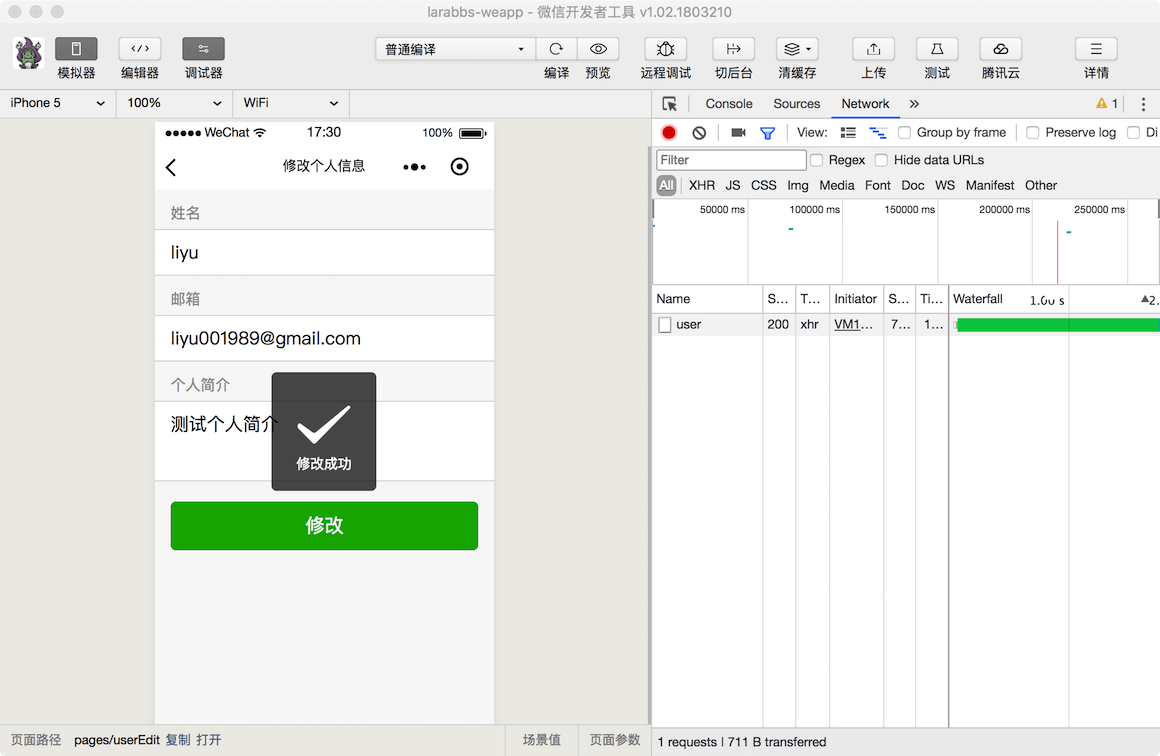 larabbs-weapp - 微信开发者工具 v1.02.1803210
模拟器 编辑器 调试器 普通编译 编译 预览 远程调试 切后台 清缓存 上传 测试 腾讯云 详情
iPhone 5 100% WiFi
Console Sources Network 1
View: Group by frame Preserve log Di
Filter Regex Hide data URLs
All XHR JS CSS Img Media Font Doc WS Manifest Other
50000 ms 100000 ms 150000 ms 200000 ms 250000 ms
Name S... T... Initiator S... Ti... Waterfall 1.00 s 2.
user 200 xhr VM1... 7... 1...
WeChat 17:30 100%
修改个人信息
姓名
liyu
邮箱
liyu001989@gmail.com
个人简介
测试个人简介
修改成功
修改
页面路径 pages/userEdit 复制 打开 场景值 页面参数
1 requests | 711 B transferred